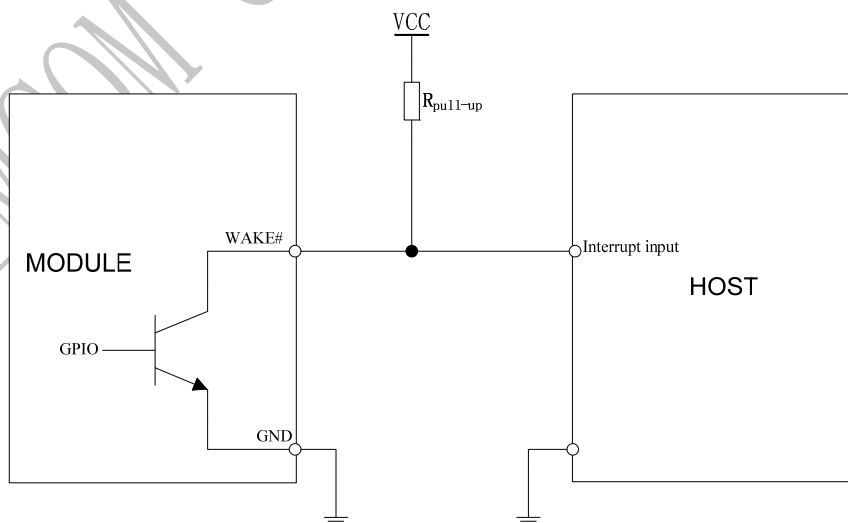 VCC
Rpull-up
WAKE#
Interrupt input
MODULE
HOST
GPIO
GND